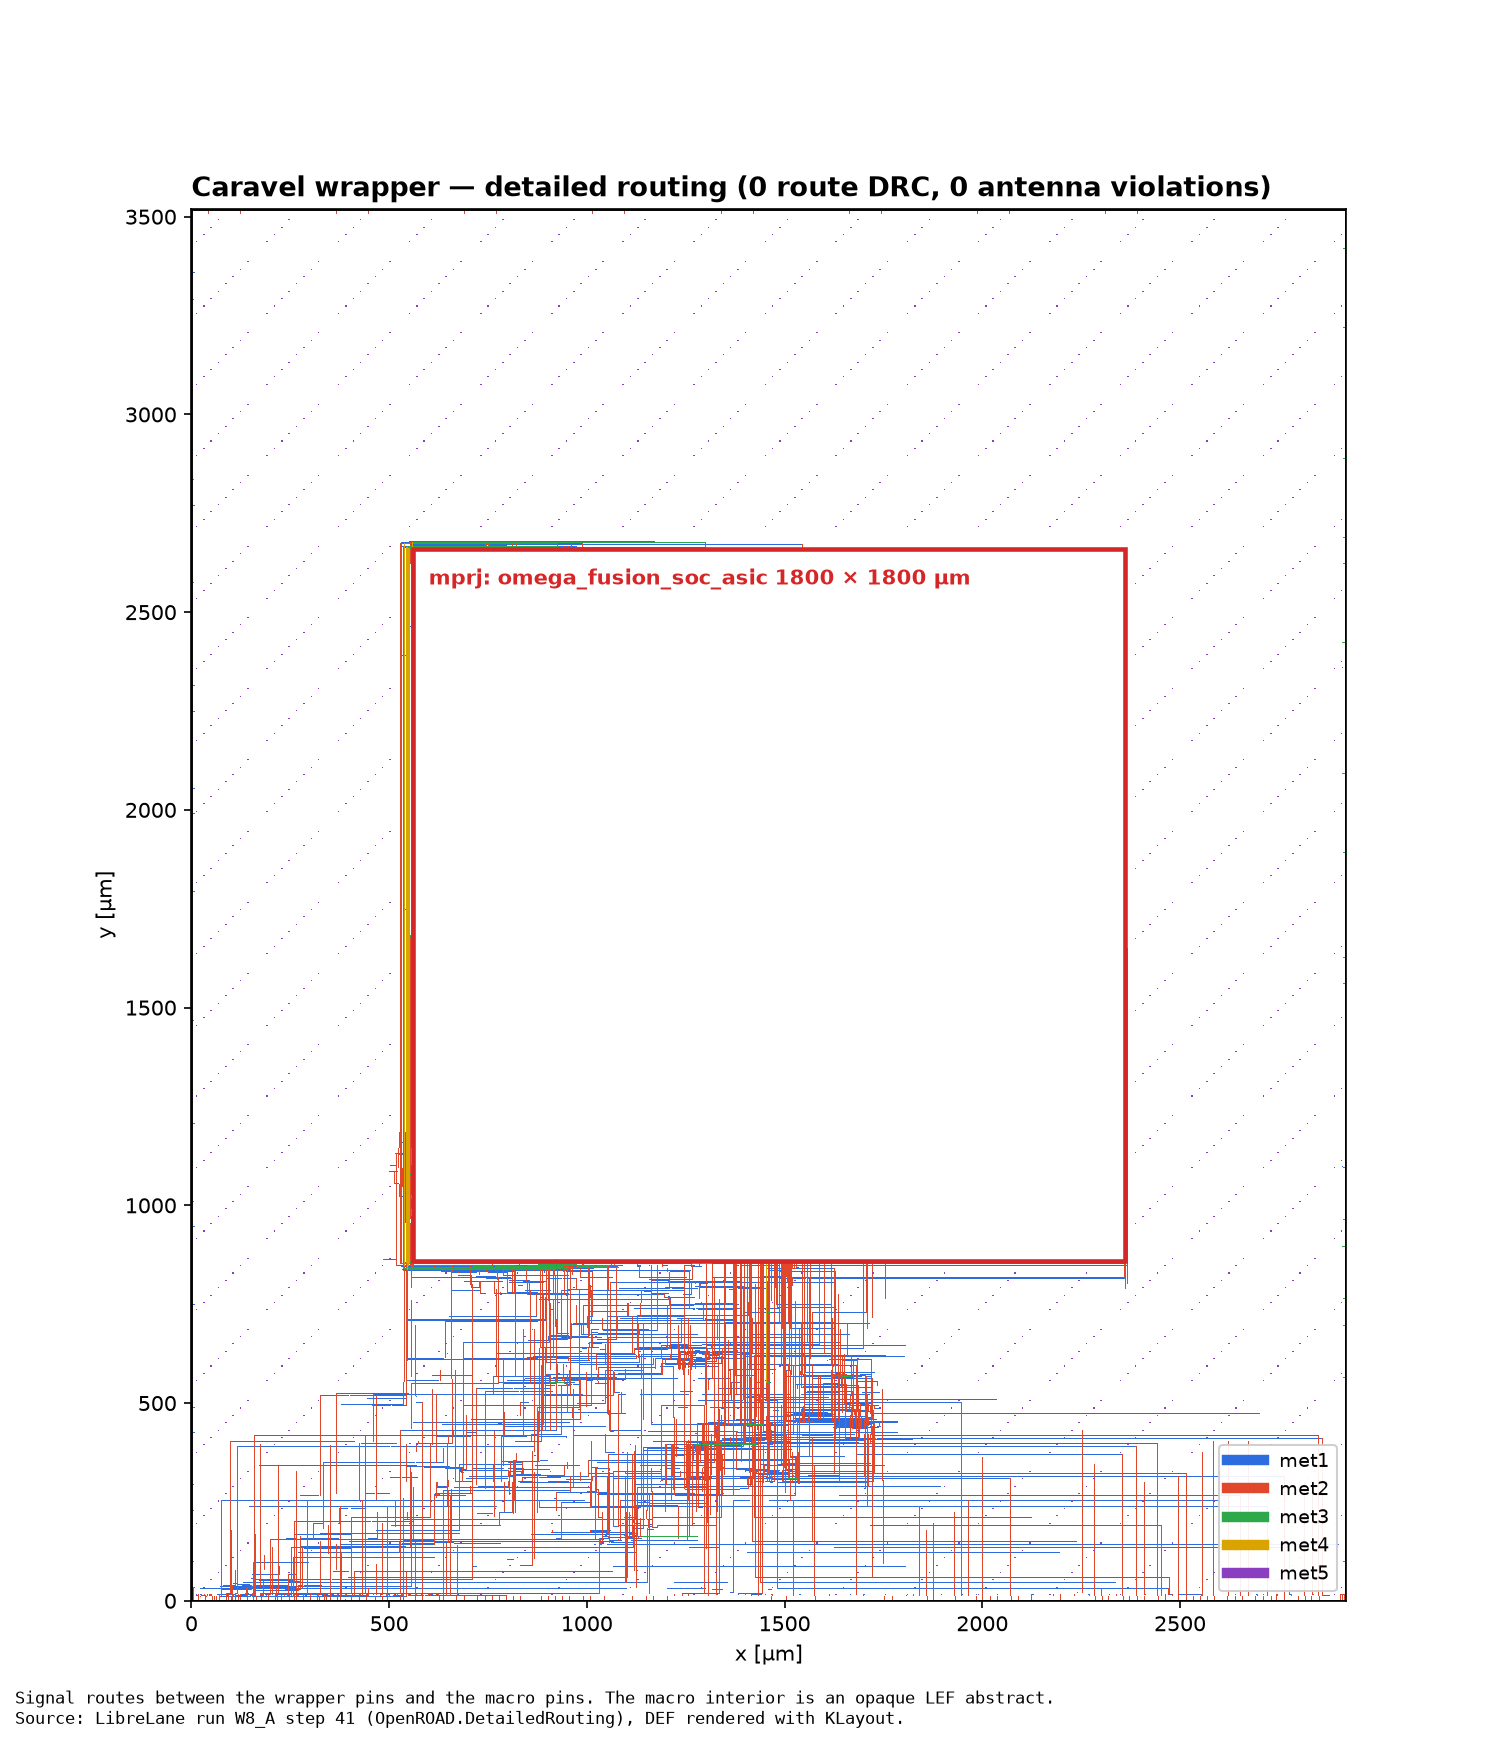 Caravel wrapper — detailed routing (0 route DRC, 0 antenna violations)
3500
3000
2500
2000
1500
1000
500
0
y [µm]
mprj: omega_fusion_soc_asic 1800 × 1800 µm
met1
met2
met3
met4
met5
0 500 1000 1500 2000 2500
x [µm]
Signal routes between the wrapper pins and the macro pins. The macro interior is an opaque LEF abstract.
Source: LibreLane run W8_A step 41 (OpenROAD.DetailedRouting), DEF rendered with KLayout.